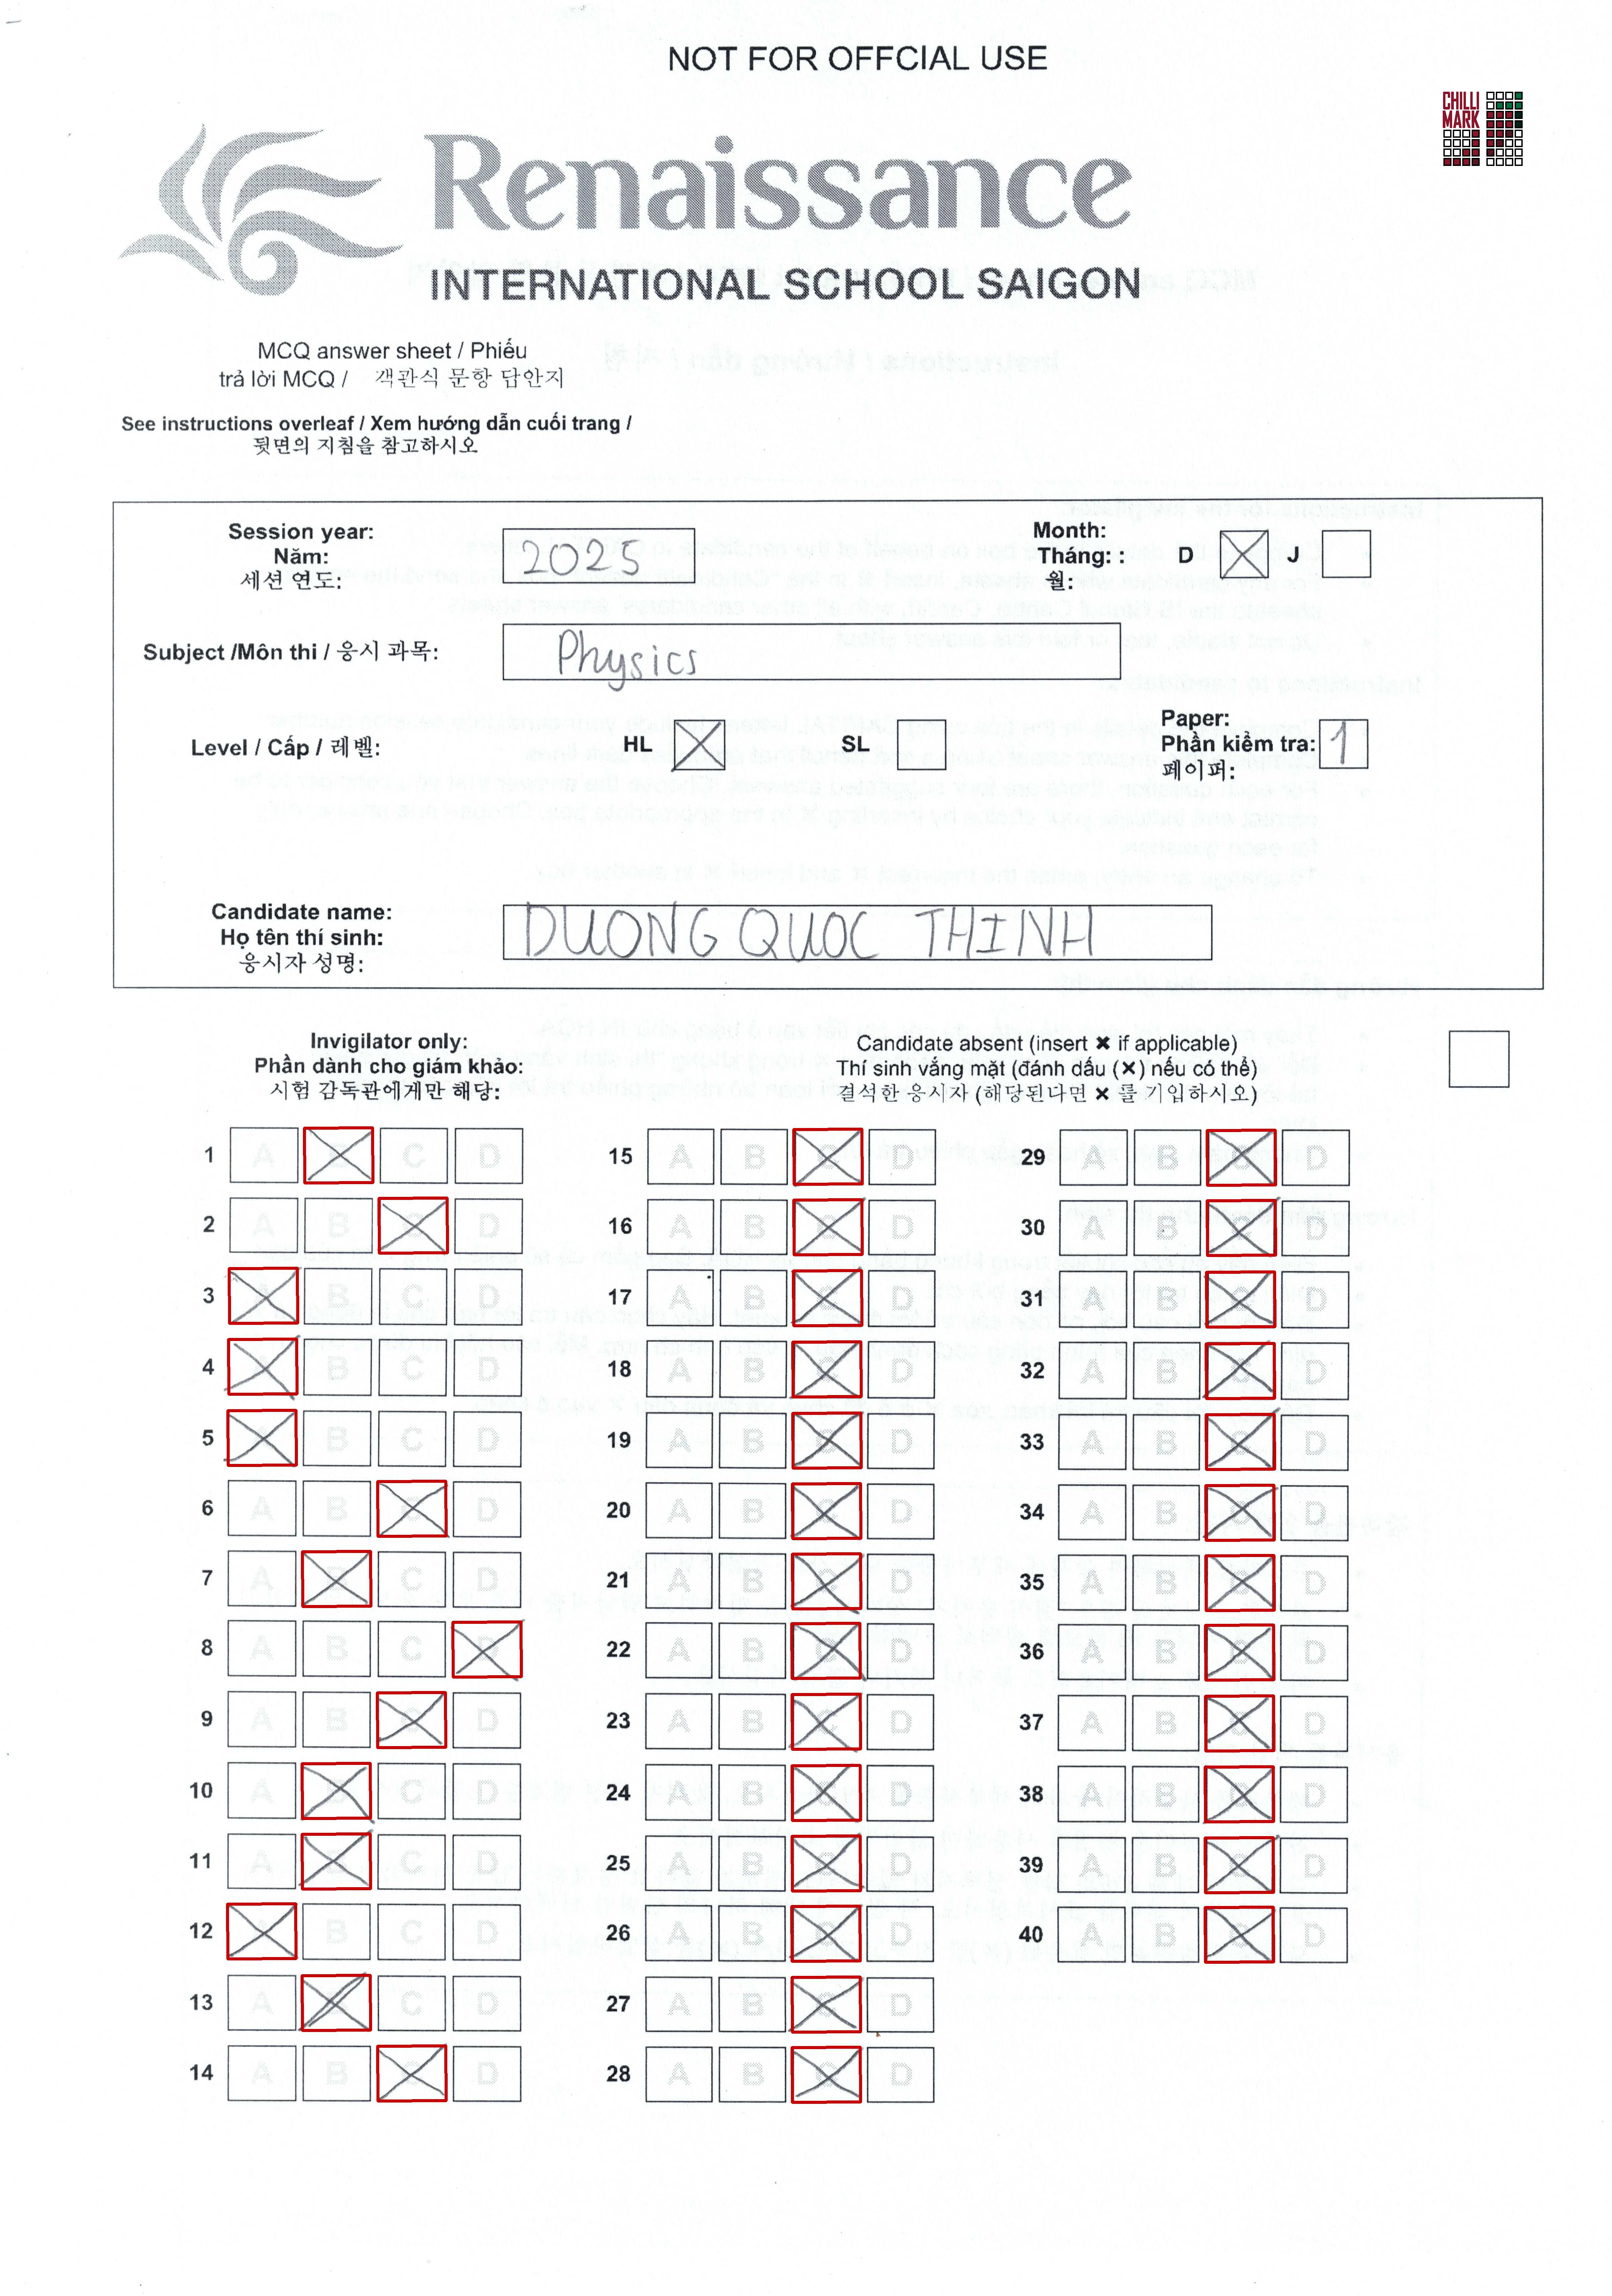 NOT FOR OFFCIAL USE
CHILLI
MARK
Renaissance
INTERNATIONAL SCHOOL SAIGON
MCQ answer sheet / Phiếu
trả lời MCQ / 객관식 문항 답안지
See instructions overleaf / Xem hướng dẫn cuối trang /
뒷면의 지침을 참고하시오
Session year:
Năm:
세션 연도:
2025
Month:
Tháng: :
월:
D
J
Subject /Môn thi / 응시 과목:
Physics
Level / Cấp / 레벨:
HL
SL
Paper:
Phần kiểm tra:
페이퍼:
1
Candidate name:
Họ tên thí sinh:
응시자 성명:
DUONG QUOC THINH
Invigilator only:
Phần dành cho giám khảo:
시험 감독관에게만 해당:
Candidate absent (insert ✖ if applicable)
Thí sinh vắng mặt (đánh dấu (✕) nếu có thể)
결석한 응시자 (해당된다면 ✖ 를 기입하시오)
1 A B C D
2 A B C D
3 A B C D
4 A B C D
5 A B C D
6 A B C D
7 A B C D
8 A B C D
9 A B C D
10 A B C D
11 A B C D
12 A B C D
13 A B C D
14 A B C D
15 A B C D
16 A B C D
17 A B C D
18 A B C D
19 A B C D
20 A B C D
21 A B C D
22 A B C D
23 A B C D
24 A B C D
25 A B C D
26 A B C D
27 A B C D
28 A B C D
29 A B C D
30 A B C D
31 A B C D
32 A B C D
33 A B C D
34 A B C D
35 A B C D
36 A B C D
37 A B C D
38 A B C D
39 A B C D
40 A B C D